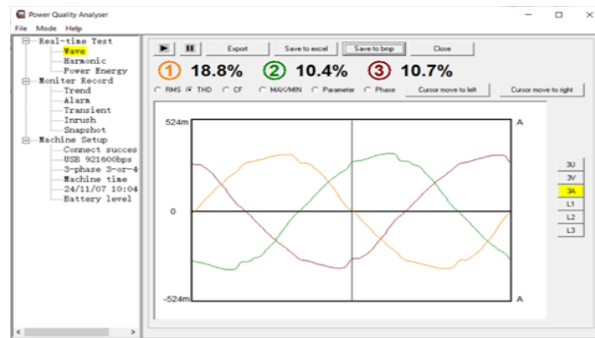 Power Quality Analyser
File Mode Help
Real-time Test
Wave
Harmonic
Power Energy
Moniter Record
Trend
Alarm
Transient
Inrush
Snapshot
Machine Setup
Connect succes
USB 921600bps
3-phase 3-or-4
Machine time
24/11/07 10:04
Battery level
Export Save to excel Save to bmp Close
1 18.8% 2 10.4% 3 10.7%
RMS THD CF MAX/MIN Parameter Phase Cursor move to left Cursor move to right
524m A
0
-524m A
3U
3V
3A
L1
L2
L3